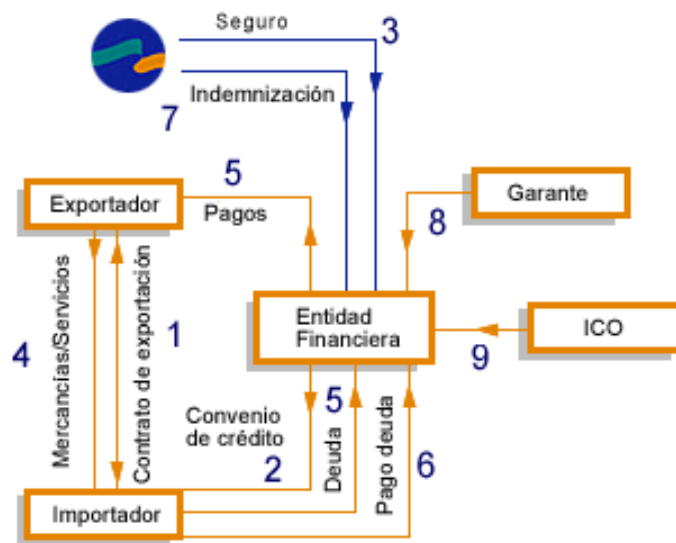 Seguro
3
Indemnización
7
5
Exportador
Pagos
Garante
8
Mercancías/Servicios
Contrato de exportación
1
4
Entidad
Financiera
ICO
9
Convenio
de crédito
2
5
Deuda
Pago deuda
6
Importador